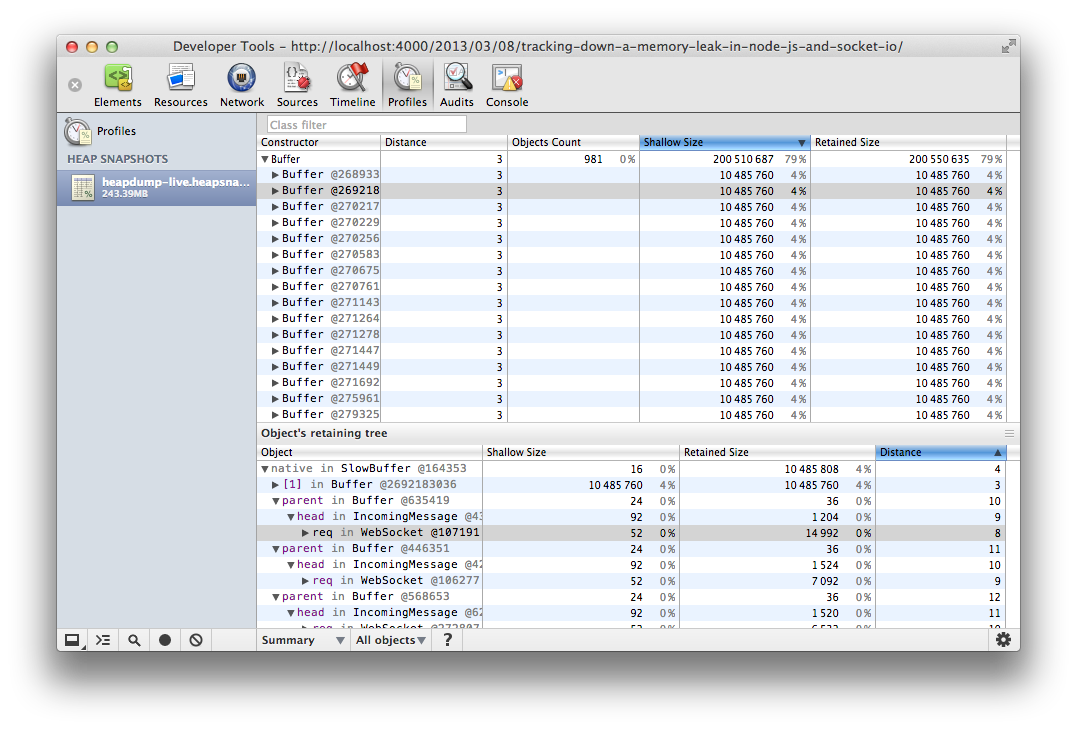 Developer Tools - http://localhost:4000/2013/03/08/tracking-down-a-memory-leak-in-node-js-and-socket-io/
Elements Resources Network Sources Timeline Profiles Audits Console
Profiles
HEAP SNAPSHOTS
heapdump-live.heapsna...
243.39MB
Class filter
Constructor Distance Objects Count Shallow Size ▼ Retained Size
▼Buffer 3 981 0% 200 510 687 79% 200 550 635 79%
▶Buffer @268933 3 10 485 760 4% 10 485 760 4%
▶Buffer @269218 3 10 485 760 4% 10 485 760 4%
▶Buffer @270217 3 10 485 760 4% 10 485 760 4%
▶Buffer @270229 3 10 485 760 4% 10 485 760 4%
▶Buffer @270256 3 10 485 760 4% 10 485 760 4%
▶Buffer @270583 3 10 485 760 4% 10 485 760 4%
▶Buffer @270675 3 10 485 760 4% 10 485 760 4%
▶Buffer @270761 3 10 485 760 4% 10 485 760 4%
▶Buffer @271143 3 10 485 760 4% 10 485 760 4%
▶Buffer @271264 3 10 485 760 4% 10 485 760 4%
▶Buffer @271278 3 10 485 760 4% 10 485 760 4%
▶Buffer @271447 3 10 485 760 4% 10 485 760 4%
▶Buffer @271449 3 10 485 760 4% 10 485 760 4%
▶Buffer @271692 3 10 485 760 4% 10 485 760 4%
▶Buffer @275961 3 10 485 760 4% 10 485 760 4%
▶Buffer @279325 3 10 485 760 4% 10 485 760 4%
Object's retaining tree
Object Shallow Size Retained Size Distance ▲
▼native in SlowBuffer @164353 16 0% 10 485 808 4% 4
▶[1] in Buffer @2692183036 10 485 760 4% 10 485 760 4% 3
▼parent in Buffer @635419 24 0% 36 0% 10
▼head in IncomingMessage @43 92 0% 1 204 0% 9
▶req in WebSocket @107191 52 0% 14 992 0% 8
▼parent in Buffer @446351 24 0% 36 0% 11
▼head in IncomingMessage @42 92 0% 1 524 0% 10
▶req in WebSocket @106277 52 0% 7 092 0% 9
▼parent in Buffer @568653 24 0% 36 0% 12
▼head in IncomingMessage @62 92 0% 1 520 0% 11
Summary ▼ All objects▼ ?